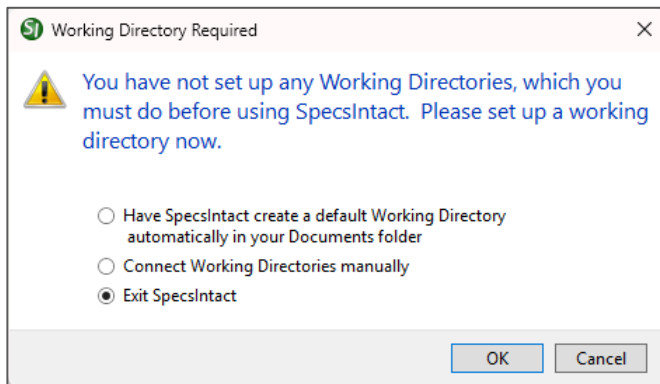 SI Working Directory Required
You have not set up any Working Directories, which you
must do before using SpecsIntact. Please set up a working
directory now.
Have SpecsIntact create a default Working Directory
automatically in your Documents folder
Connect Working Directories manually
Exit SpecsIntact
OK Cancel